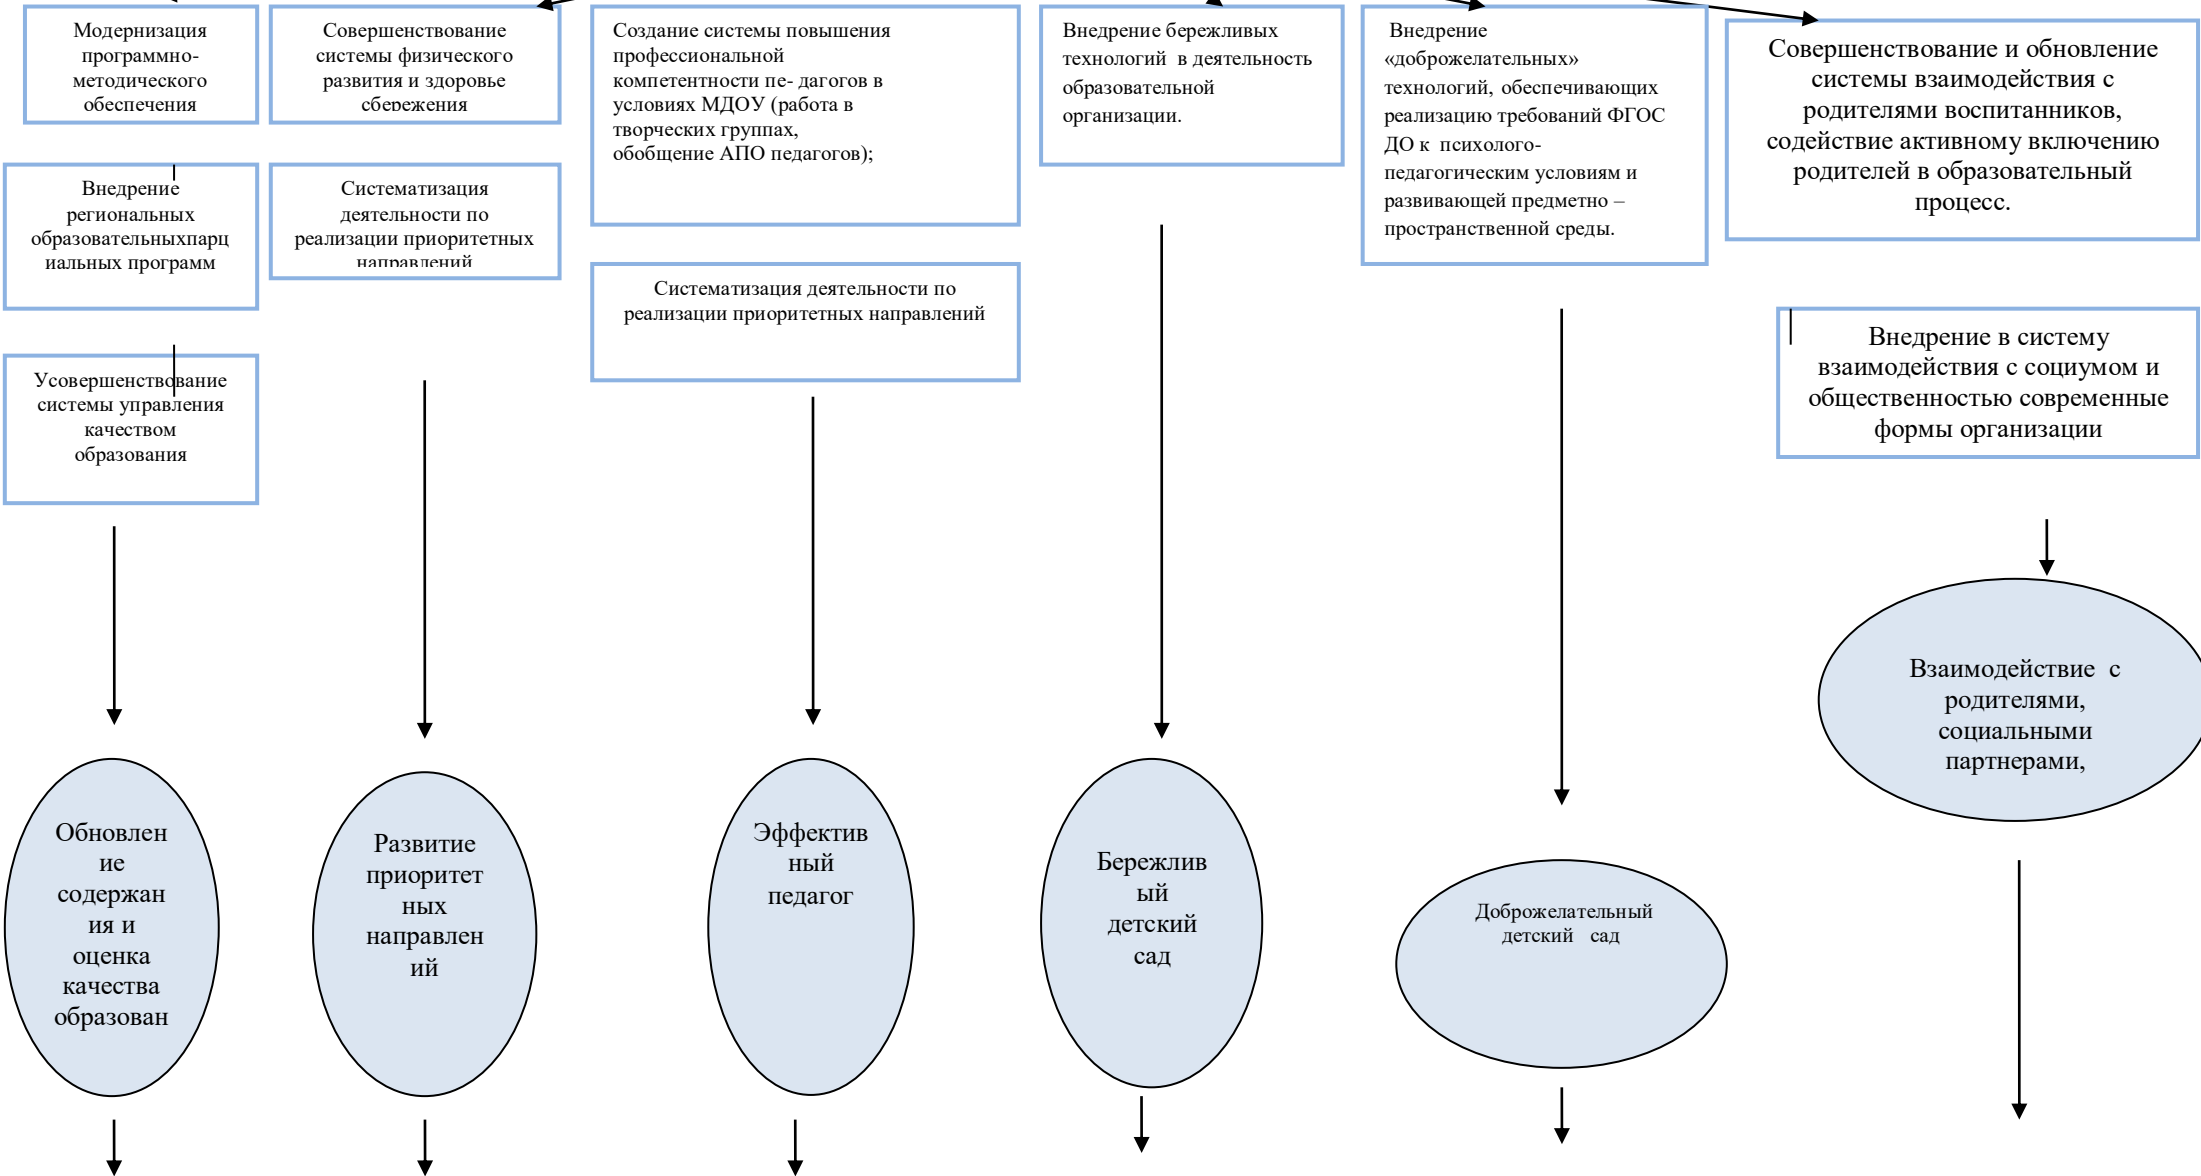 Модернизация
программно-
методического
обеспечения
Совершенствование
системы физического
развития и здоровье
сбережения
Создание системы повышения
профессиональной
компетентности пе- дагогов в
условиях МДОУ (работа в
творческих группах,
обобщение АПО педагогов);
Внедрение бережливых
технологий в деятельность
образовательной
организации.
Внедрение
«доброжелательных»
технологий, обеспечивающих
реализацию требований ФГОС
ДО к психолого-
педагогическим условиям и
развивающей предметно –
пространственной среды.
Совершенствование и обновление
системы взаимодействия с
родителями воспитанников,
содействие активному включению
родителей в образовательный
процесс.
Внедрение
региональных
образовательныхпарц
иальных программ
Систематизация
деятельности по
реализации приоритетных
направлений
Систематизация деятельности по
реализации приоритетных направлений
Внедрение в систему
взаимодействия с социумом и
общественностью современные
формы организации
Усовершенствование
системы управления
качеством
образования
Взаимодействие с
родителями,
социальными
партнерами,
Обновлен
ие
содержан
ия и
оценка
качества
образован
Развитие
приоритет
ных
направлен
ий
Эффектив
ный
педагог
Бережлив
ый
детский
сад
Доброжелательный
детский сад